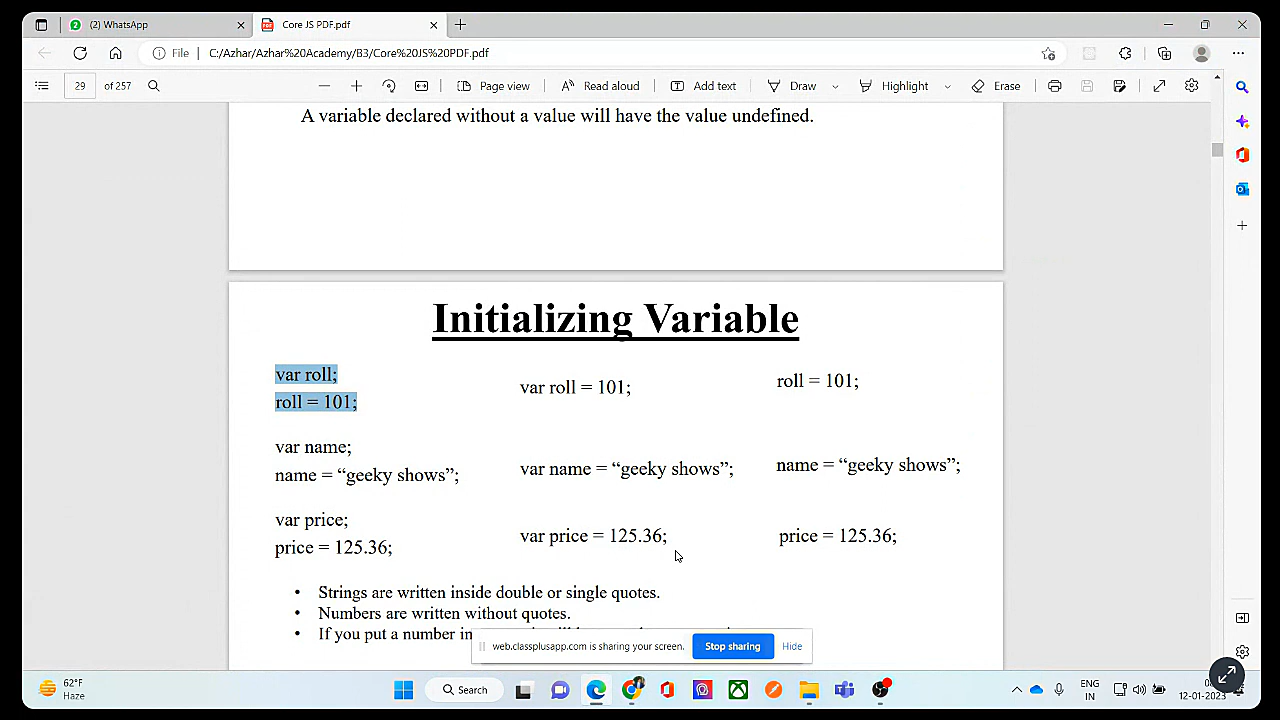 (2) WhatsApp
Core JS PDF.pdf
File
C:/Azhar/Azhar%20Academy/B3/Core%20JS%20PDF.pdf
29 of 257
Page view
Read aloud
Add text
Draw
Highlight
Erase
A variable declared without a value will have the value undefined.
Initializing Variable
var roll;
roll = 101;
var roll = 101;
roll = 101;
var name;
name = “geeky shows”;
var name = “geeky shows”;
name = “geeky shows”;
var price;
price = 125.36;
var price = 125.36;
price = 125.36;
• Strings are written inside double or single quotes.
• Numbers are written without quotes.
• If you put a number in
web.classplusapp.com is sharing your screen.
Stop sharing
Hide
62°F
Haze
Search
ENG
IN
12-01-2023